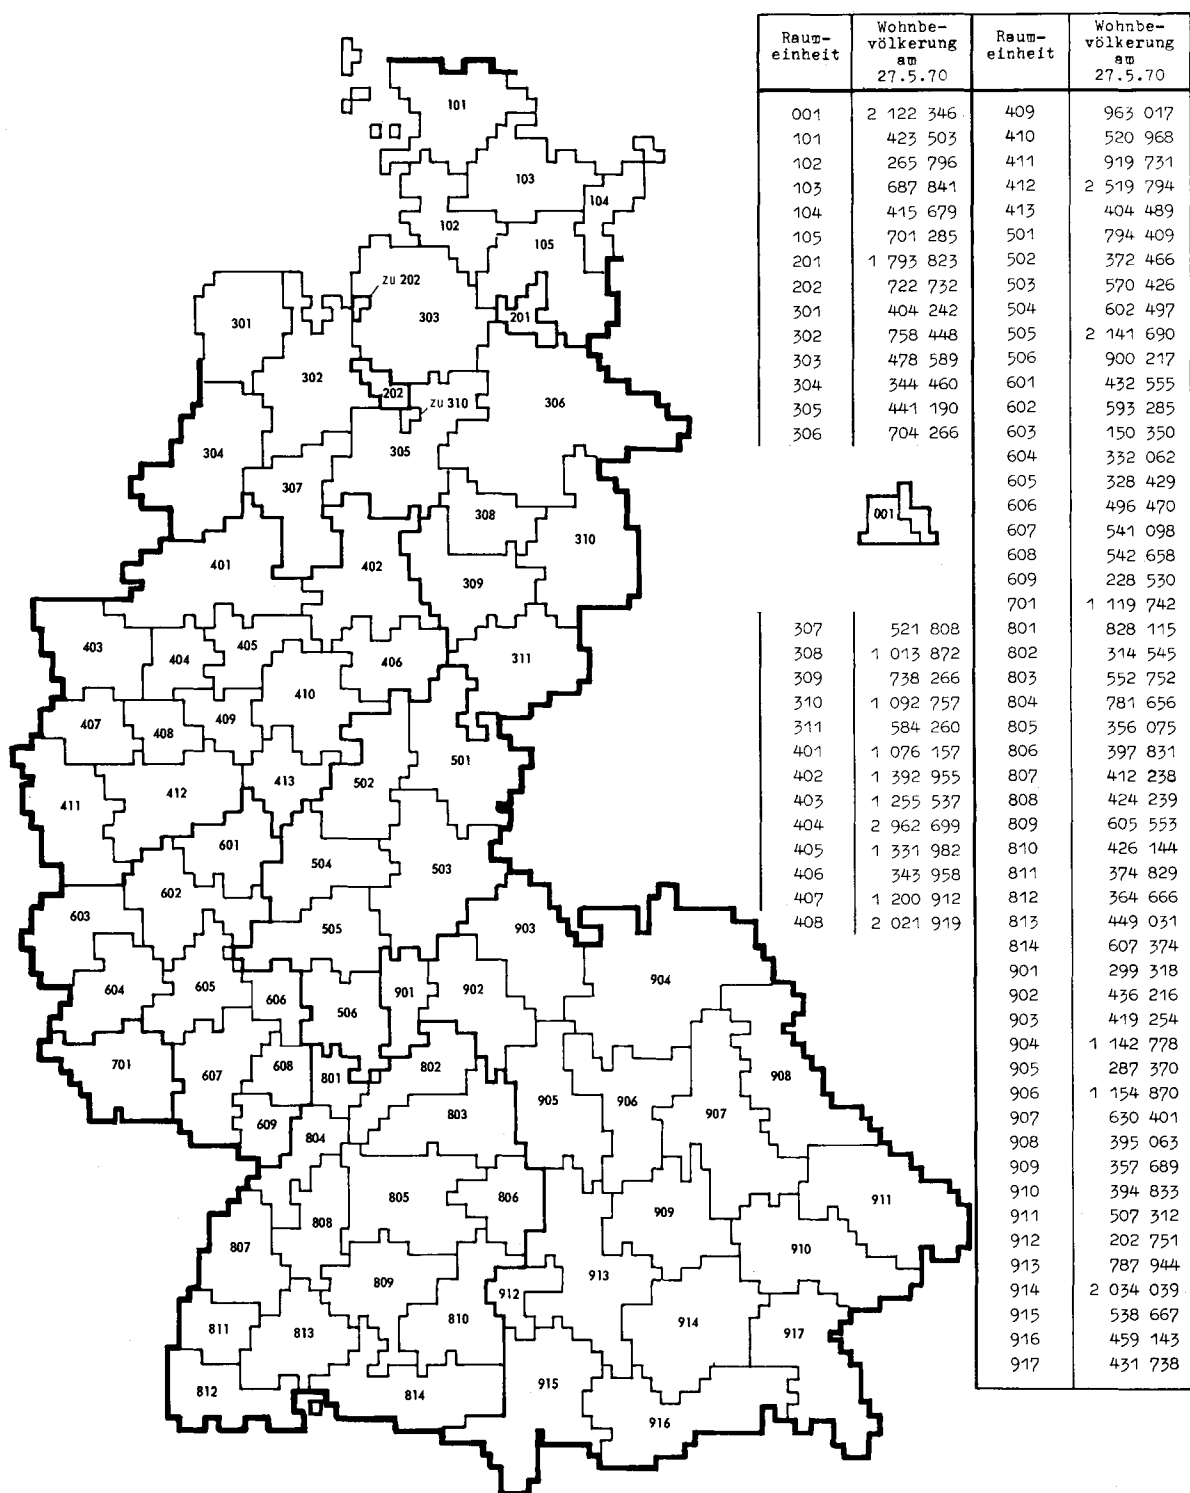 Raum-
einheit
Wohnbe-
völkerung
am
27.5.70
Raum-
einheit
Wohnbe-
völkerung
am
27.5.70
001 2 122 346 409 963 017
101 423 503 410 520 968
102 265 796 411 919 731
103 687 841 412 2 519 794
104 415 679 413 404 489
105 701 285 501 794 409
201 1 793 823 502 372 466
202 722 732 503 570 426
301 404 242 504 602 497
302 758 448 505 2 141 690
303 478 589 506 900 217
304 344 460 601 432 555
305 441 190 602 593 285
306 704 266 603 150 350
604 332 062
605 328 429
606 496 470
607 541 098
608 542 658
609 228 530
701 1 119 742
307 521 808 801 828 115
308 1 013 872 802 314 545
309 738 266 803 552 752
310 1 092 757 804 781 656
311 584 260 805 356 075
401 1 076 157 806 397 831
402 1 392 955 807 412 238
403 1 255 537 808 424 239
404 2 962 699 809 605 553
405 1 331 982 810 426 144
406 343 958 811 374 829
407 1 200 912 812 364 666
408 2 021 919 813 449 031
814 607 374
901 299 318
902 436 216
903 419 254
904 1 142 778
905 287 370
906 1 154 870
907 630 401
908 395 063
909 357 689
910 394 833
911 507 312
912 202 751
913 787 944
914 2 034 039
915 538 667
916 459 143
917 431 738
101
103
104
102
105
zu 202
301
303
201
302
202
zu 310
306
304
305
307
308
001
310
401
402
309
403
404
405
406
311
410
407
408
409
501
413
502
411
412
601
504
503
602
603
505
903
604
605
606
506
901
902
904
701
607
608
801
802
908
905
906
907
803
609
804
805
806
911
909
808
807
910
809
913
912
811
813
810
914
917
812
814
915
916